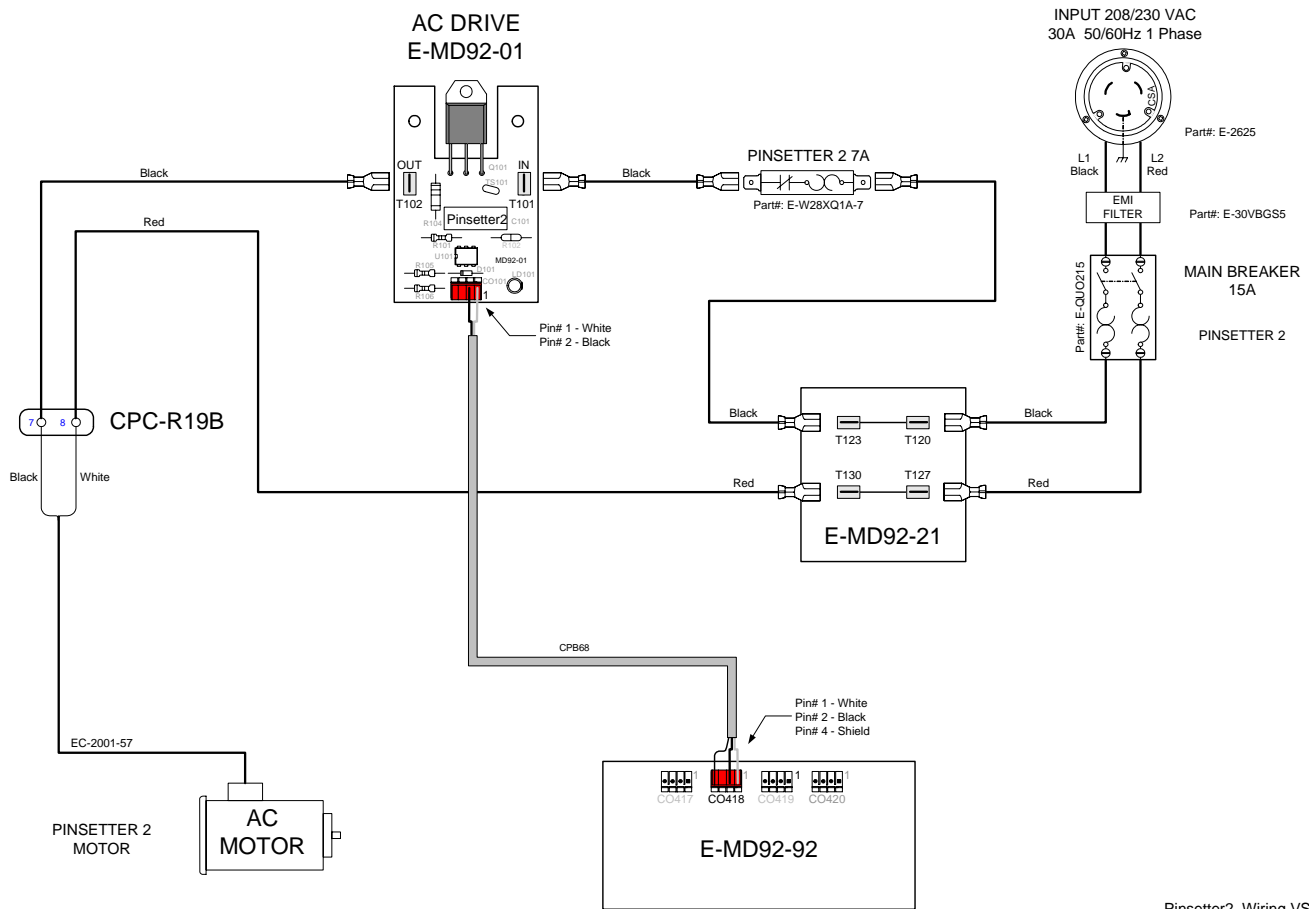 AC DRIVE
E-MD92-01
INPUT 208/230 VAC
30A 50/60Hz 1 Phase
CSA
Part#: E-2625
L1
Black
L2
Red
EMI
FILTER
Part#: E-30VBGS5
MAIN BREAKER
15A
PINSETTER 2
Part#: E-QUO215
OUT
T102
IN
T101
Q101
TS101
R104
Pinsetter2
C101
R101
R102
U101
MD92-01
R105
D101
CO101
LD101
R106
1
Black
Black
PINSETTER 2 7A
Part#: E-W28XQ1A-7
Red
Pin# 1 - White
Pin# 2 - Black
7
8
CPC-R19B
Black
White
Black
T123
T120
Black
Red
T130
T127
Red
E-MD92-21
CPB68
Pin# 1 - White
Pin# 2 - Black
Pin# 4 - Shield
EC-2001-57
PINSETTER 2
MOTOR
AC
MOTOR
1
1
1
1
CO417
CO418
CO419
CO420
E-MD92-92
Pinsetter2 Wiring VS